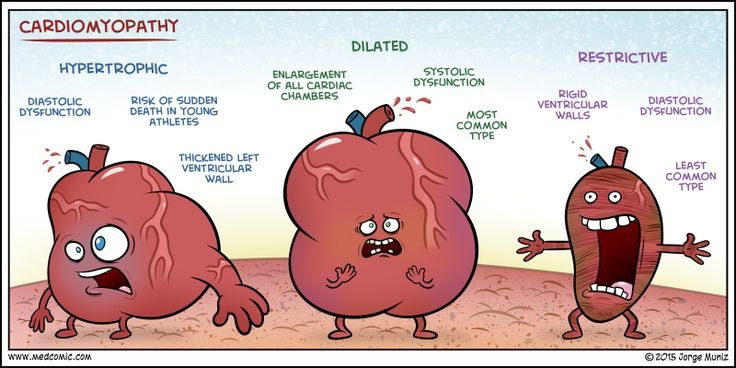 CARDIOMYOPATHY
HYPERTROPHIC
DIASTOLIC
DYSFUNCTION
RISK OF SUDDEN
DEATH IN YOUNG
ATHLETES
THICKENED LEFT
VENTRICULAR
WALL
DILATED
ENLARGEMENT
OF ALL CARDIAC
CHAMBERS
SYSTOLIC
DYSFUNCTION
MOST
COMMON
TYPE
RESTRICTIVE
RIGID
VENTRICULAR
WALLS
DIASTOLIC
DYSFUNCTION
LEAST
COMMON
TYPE
www.medcomic.com
© 2015 Jorge Muniz